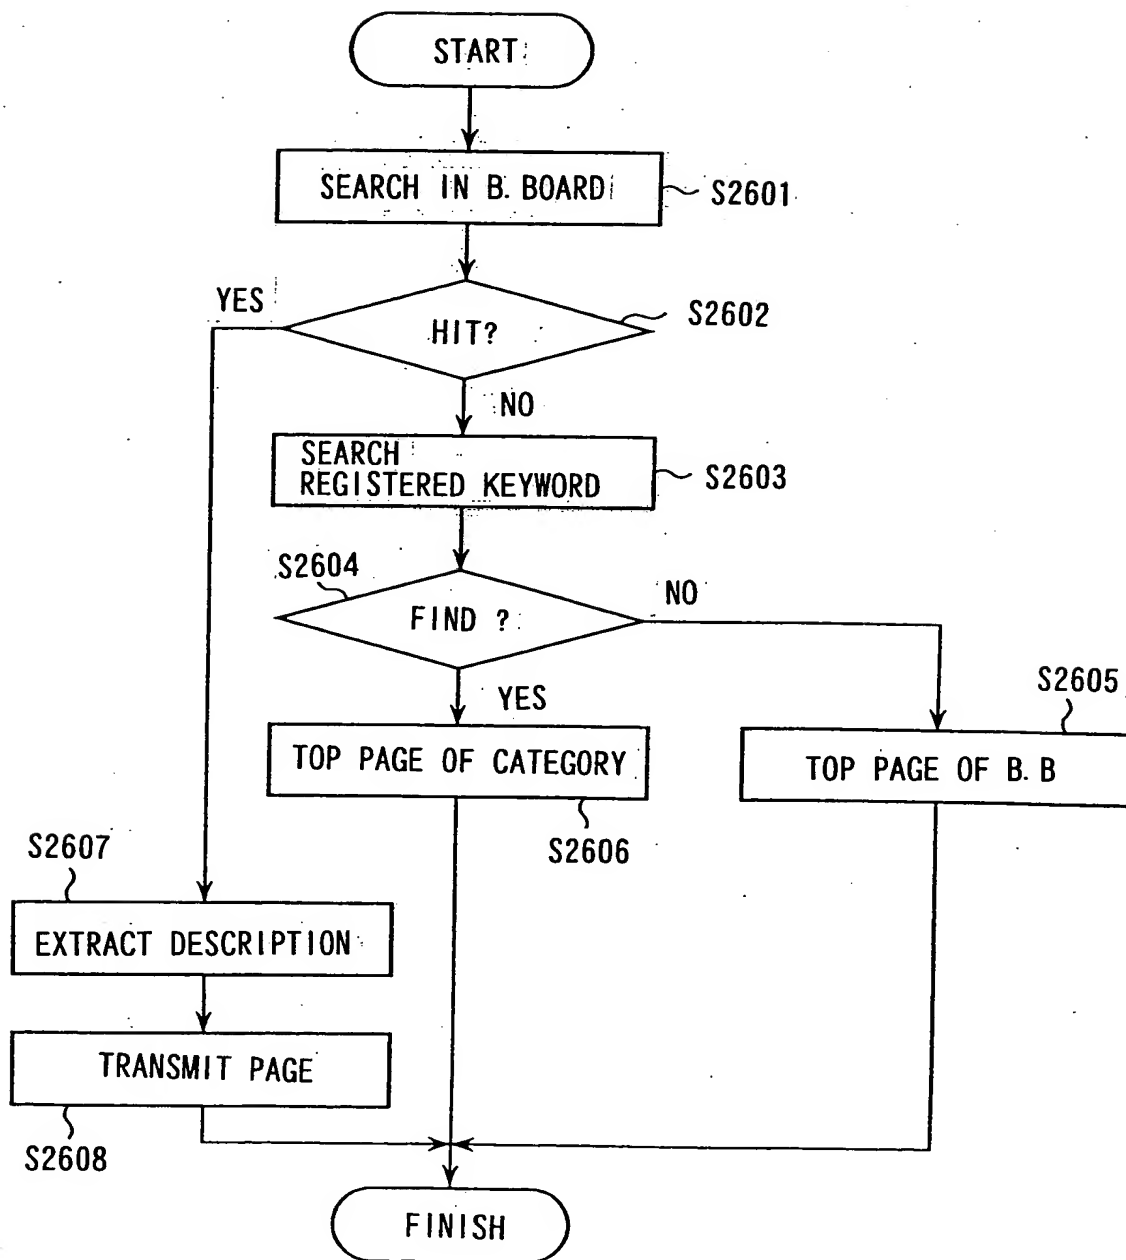 START
SEARCH IN B. BOARD
S2601
YES
HIT?
S2602
NO
SEARCH
REGISTERED KEYWORD
S2603
S2604
FIND ?
NO
YES
S2605
TOP PAGE OF CATEGORY
TOP PAGE OF B. B
S2606
S2607
EXTRACT DESCRIPTION
TRANSMIT PAGE
S2608
FINISH